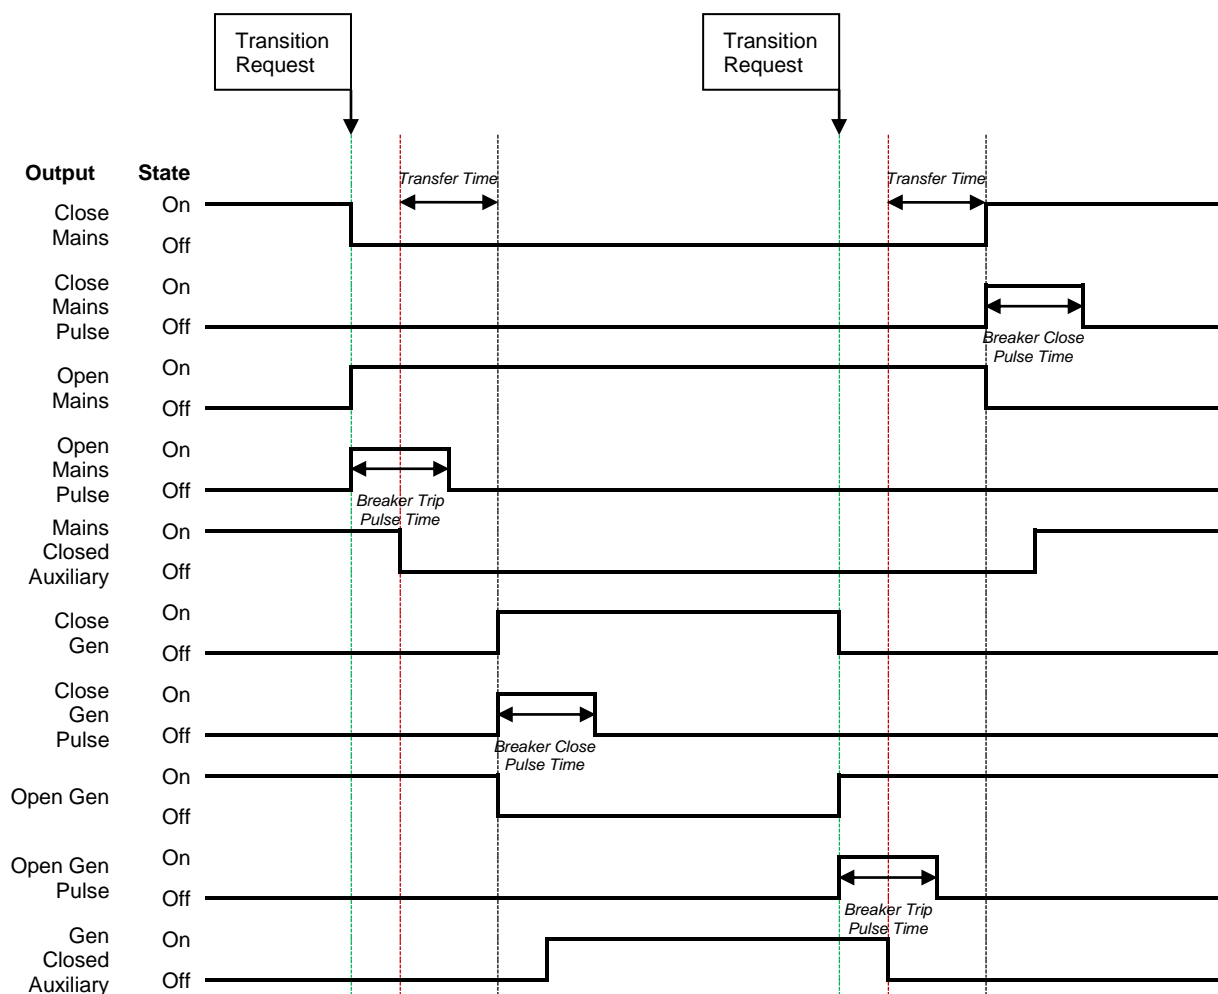 Transition
Request
Transition
Request
Output State
Transfer Time
Transfer Time
Close
Mains
On
Off
Close
Mains
Pulse
On
Off
Breaker Close
Pulse Time
Open
Mains
On
Off
Open
Mains
Pulse
On
Off
Breaker Trip
Pulse Time
Mains
Closed
Auxiliary
On
Off
Close
Gen
On
Off
Close
Gen
Pulse
On
Off
Breaker Close
Pulse Time
Open Gen
On
Off
Open Gen
Pulse
On
Off
Breaker Trip
Pulse Time
Gen
Closed
Auxiliary
On
Off